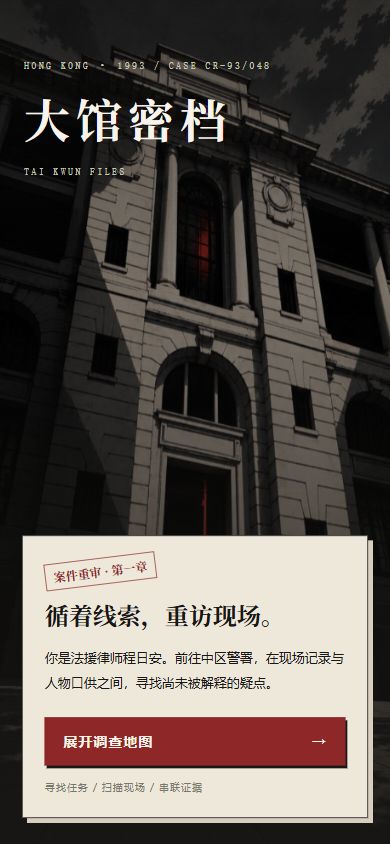 HONG KONG • 1993 / CASE CR-93/048
大馆密档
TAI KWUN FILES
案件重审·第一章
循着线索，重访现场。
你是法援律师程日安。前往中区警署，在现场记录与
人物口供之间，寻找尚未被解释的疑点。
展开调查地图 →
寻找任务 / 扫描现场 / 串联证据